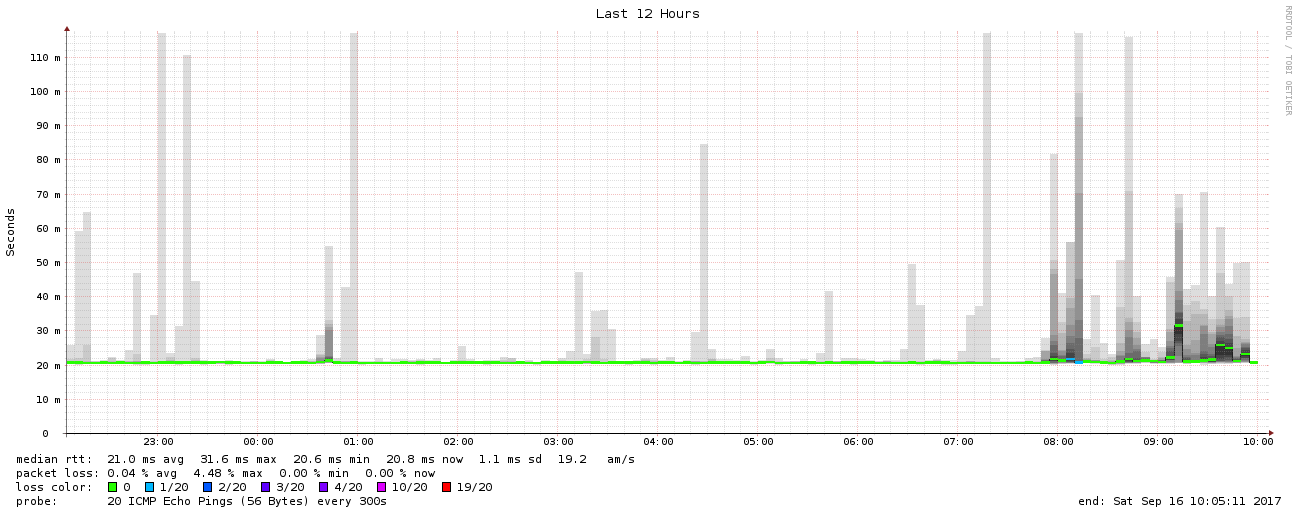 Last 12 Hours
RRDTOOL / TOBI OETIKER
Seconds
110 m
100 m
90 m
80 m
70 m
60 m
50 m
40 m
30 m
20 m
10 m
0
23:00 00:00 01:00 02:00 03:00 04:00 05:00 06:00 07:00 08:00 09:00 10:00
median rtt: 21.0 ms avg 31.6 ms max 20.6 ms min 20.8 ms now 1.1 ms sd 19.2 am/s
packet loss: 0.04 % avg 4.48 % max 0.00 % min 0.00 % now
loss color: 0 1/20 2/20 3/20 4/20 10/20 19/20
probe: 20 ICMP Echo Pings (56 Bytes) every 300s end: Sat Sep 16 10:05:11 2017